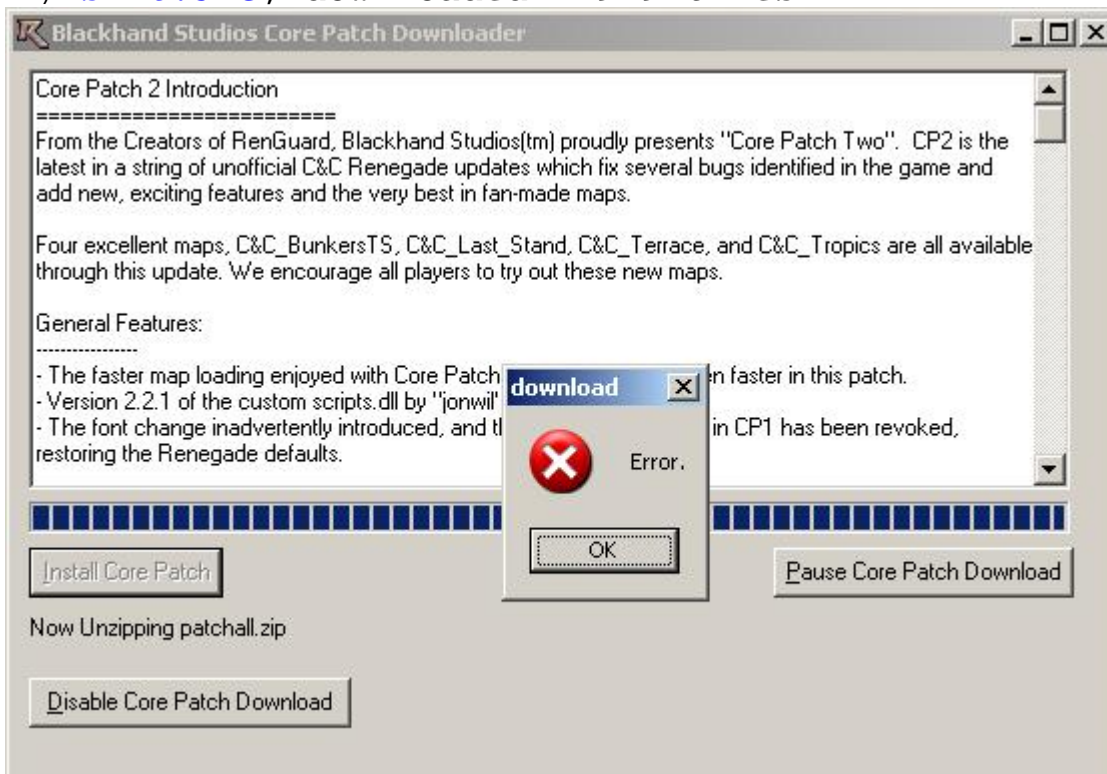 Blackhand Studios Core Patch Downloader
Core Patch 2 Introduction
=========================
From the Creators of RenGuard, Blackhand Studios(tm) proudly presents "Core Patch Two". CP2 is the
latest in a string of unofficial C&C Renegade updates which fix several bugs identified in the game and
add new, exciting features and the very best in fan-made maps.
Four excellent maps, C&C_BunkersTS, C&C_Last_Stand, C&C_Terrace, and C&C_Tropics are all available
through this update. We encourage all players to try out these new maps.
General Features:
----------------
- The faster map loading enjoyed with Core Patch n faster in this patch.
- Version 2.2.1 of the custom scripts.dll by "jonwil"
- The font change inadvertently introduced, and in CP1 has been revoked,
restoring the Renegade defaults.
download
Error.
OK
Install Core Patch
Pause Core Patch Download
Now Unzipping patchall.zip
Disable Core Patch Download